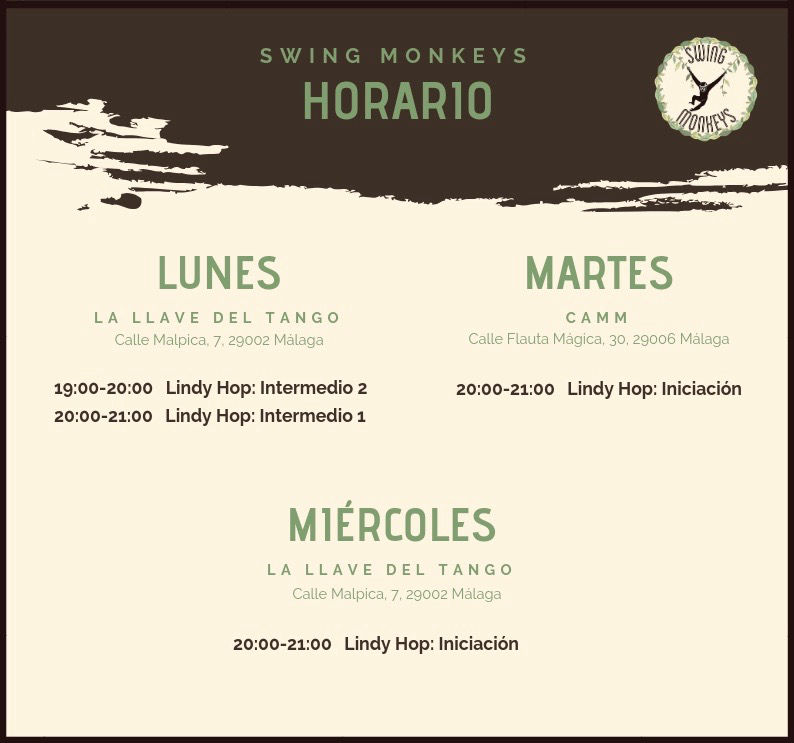 SWING MONKEYS
HORARIO
SWING
MONKEYS
LUNES
LA LLAVE DEL TANGO
Calle Malpica, 7, 29002 Málaga
19:00-20:00 Lindy Hop: Intermedio 2
20:00-21:00 Lindy Hop: Intermedio 1
MARTES
CAMM
Calle Flauta Mágica, 30, 29006 Málaga
20:00-21:00 Lindy Hop: Iniciación
MIÉRCOLES
LA LLAVE DEL TANGO
Calle Malpica, 7, 29002 Málaga
20:00-21:00 Lindy Hop: Iniciación